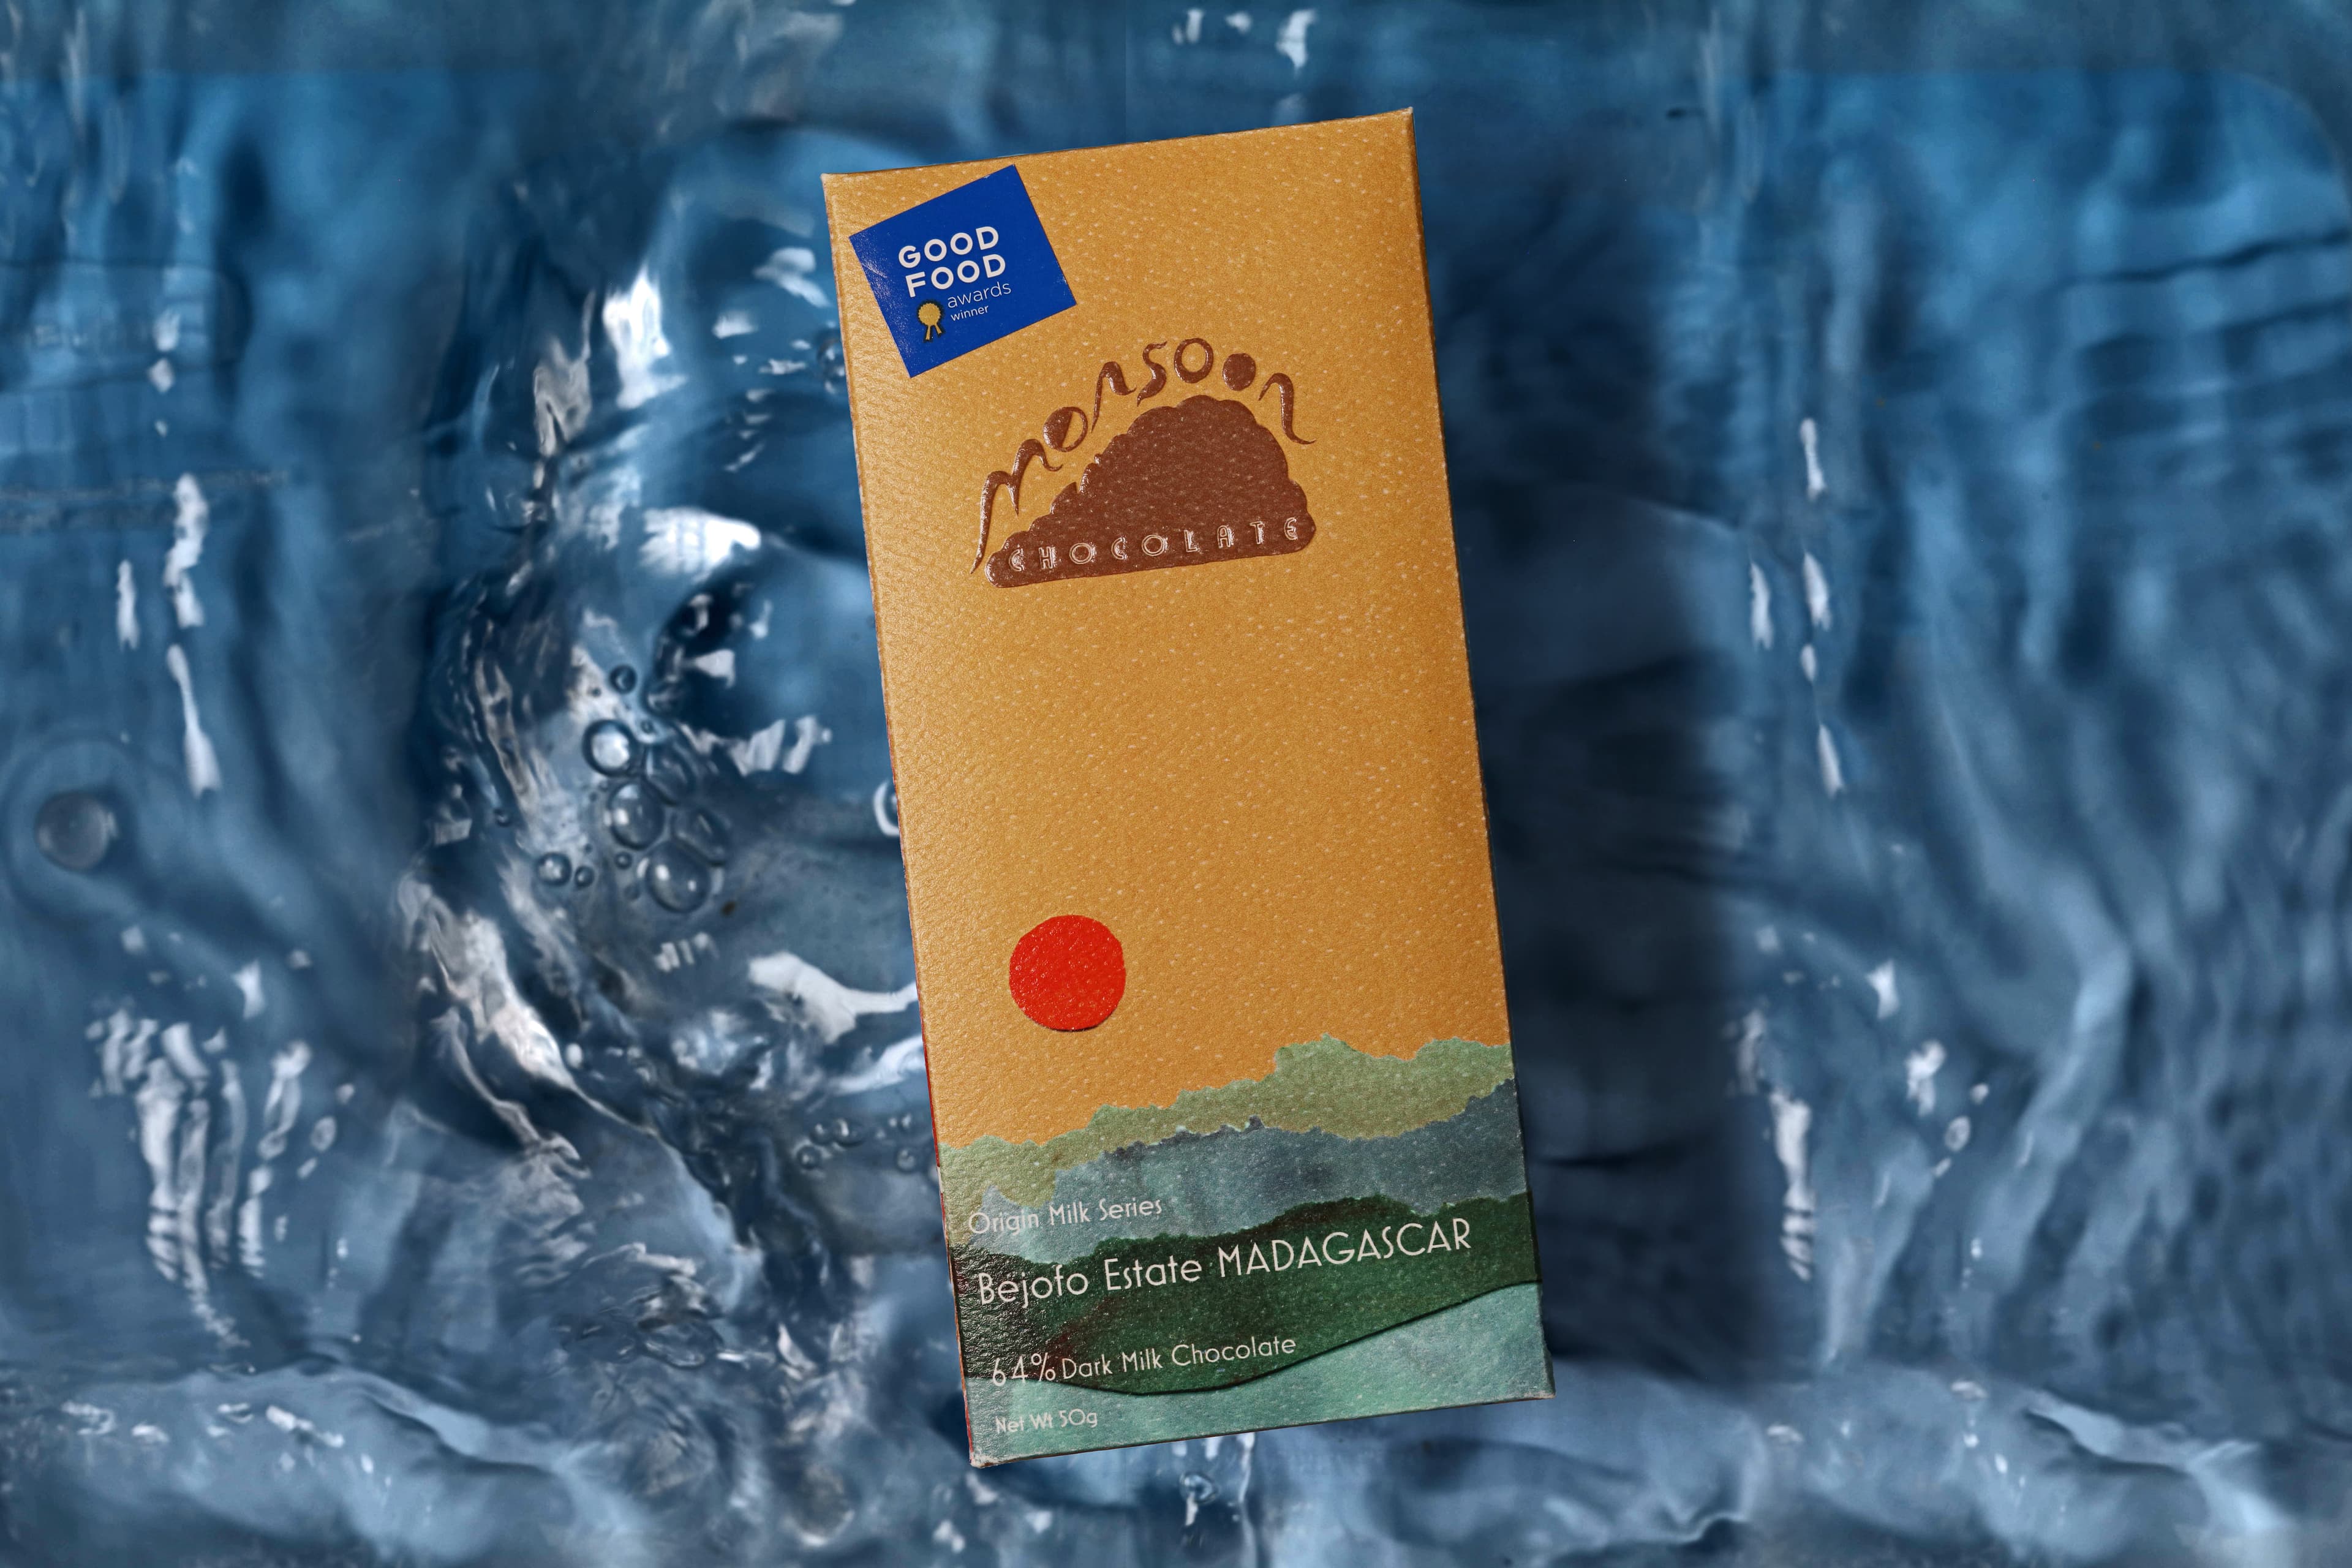 GOOD
FOOD
awards
winner
monsoon
CHOCOLATE
Origin Milk Series
Bejofo Estate MADAGASCAR
64% Dark Milk Chocolate
Net Wt 50g